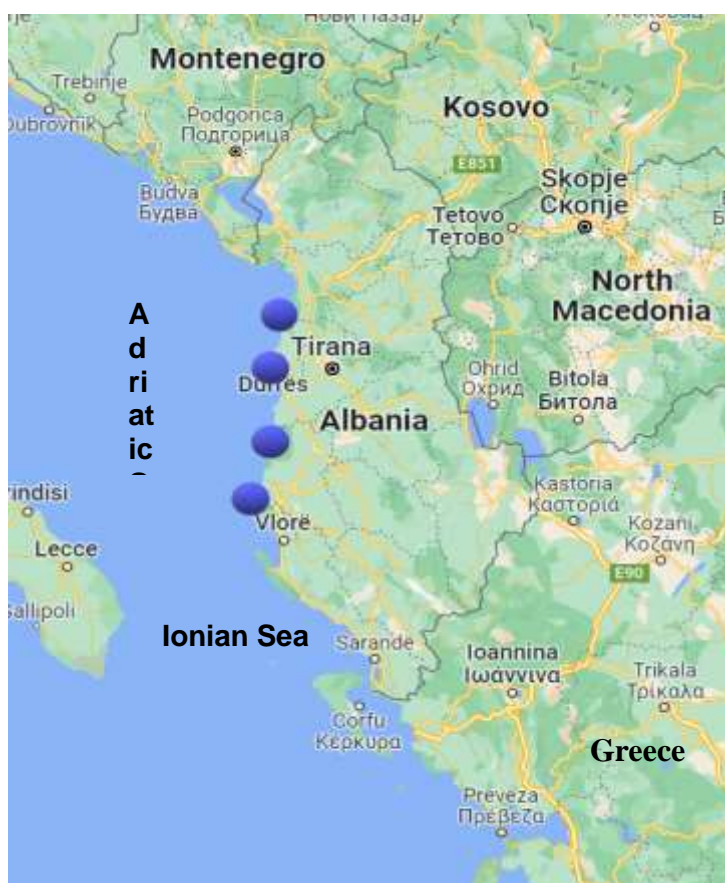 Нови Пазар
Montenegro
Trebinje
Dubrovnik
Podgorica
Подгорица
Kosovo
E851
Budva
Будва
Skopje
Скопје
Tetovo
Тетово
North
Macedonia
A
d
ri
at
ic
Tirana
Durrës
Ohrid
Охрид
Bitola
Битола
Albania
rindisi
Kastoria
Καστοριά
Vlorë
Kozani
Κοζάνη
Lecce
E90
Gallipoli
Ionian Sea
Sarandë
Ioannina
Ιωάννινα
Trikala
Τρίκαλα
Corfu
Κέρκυρα
Greece
Preveza
Πρέβεζα